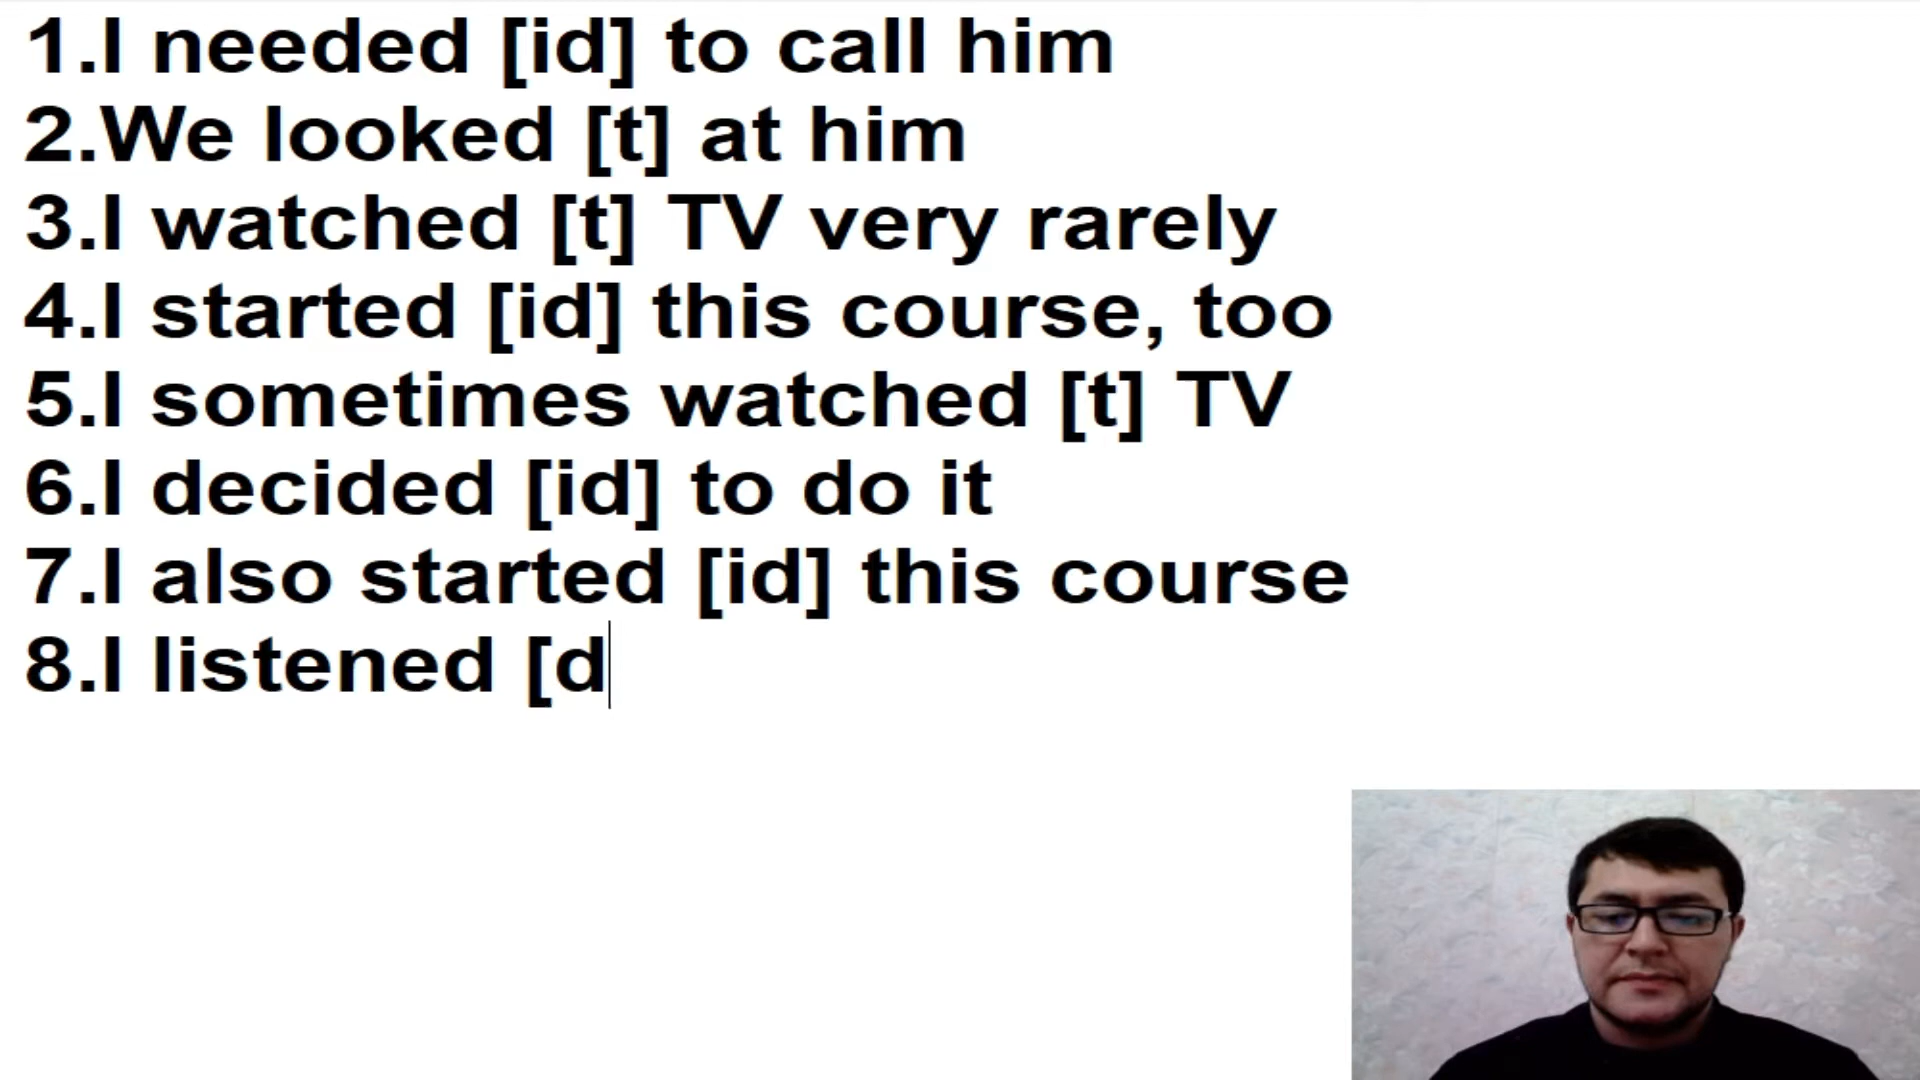 1.I needed [id] to call him
2.We looked [t] at him
3.I watched [t] TV very rarely
4.I started [id] this course, too
5.I sometimes watched [t] TV
6.I decided [id] to do it
7.I also started [id] this course
8.I listened [d